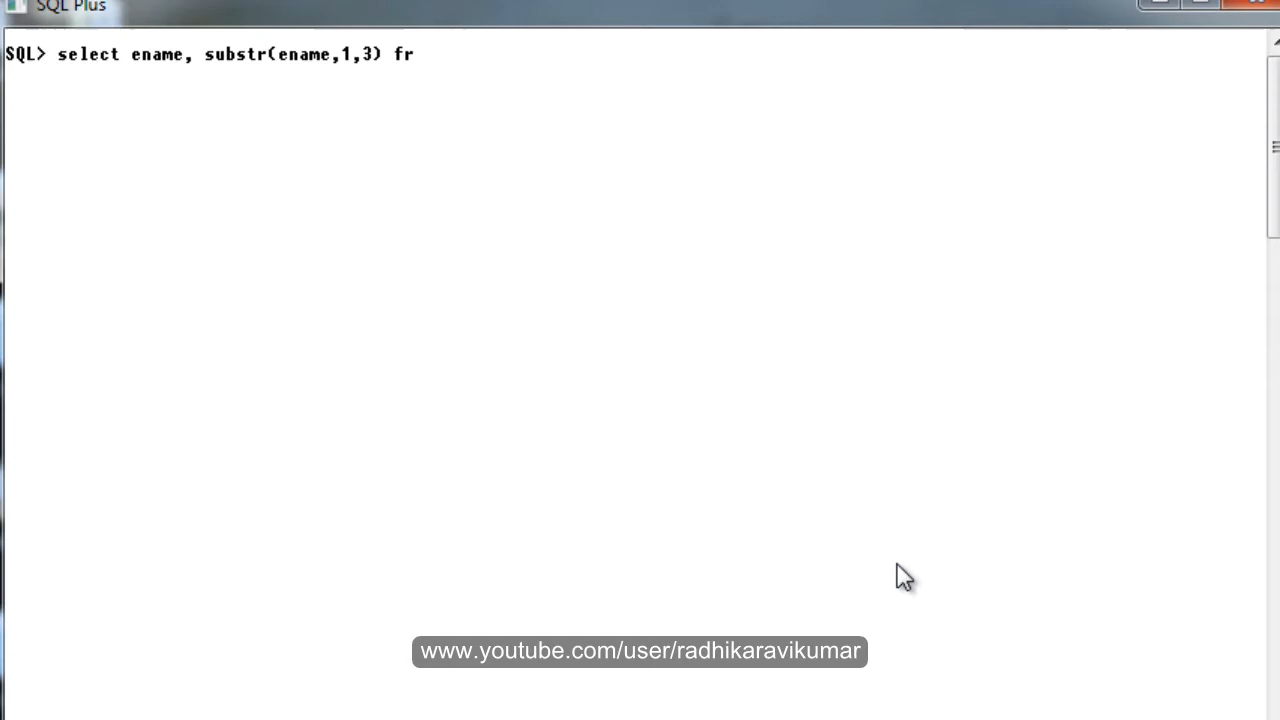 SQL Plus
SQL> select ename, substr(ename,1,3) fr
www.youtube.com/user/radhikaravikumar